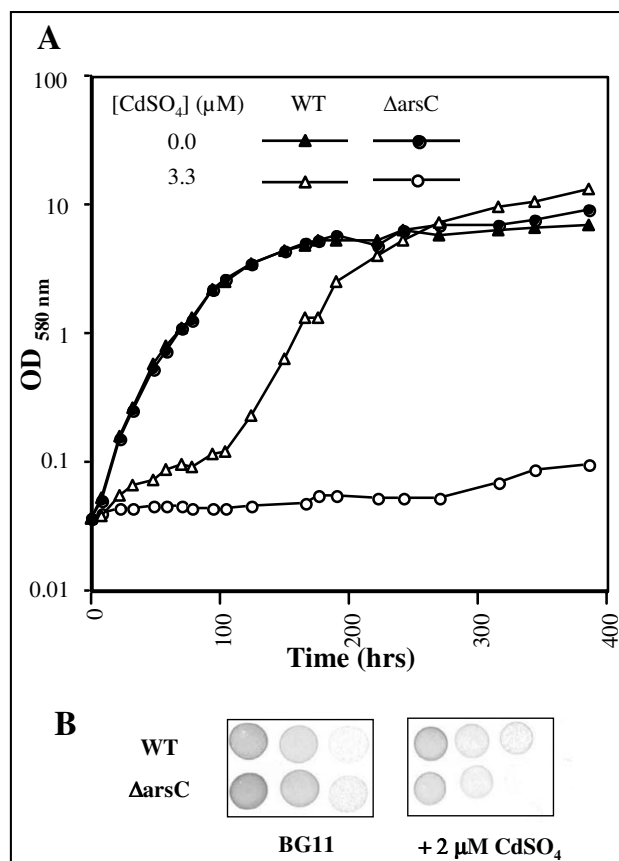 A
100
[CdSO₄] (µM) WT ΔarsC
0.0
3.3
10
1
0.1
0.01
OD 580 nm
0 100 200 300 400
Time (hrs)
B
WT
ΔarsC
BG11 + 2 µM CdSO₄